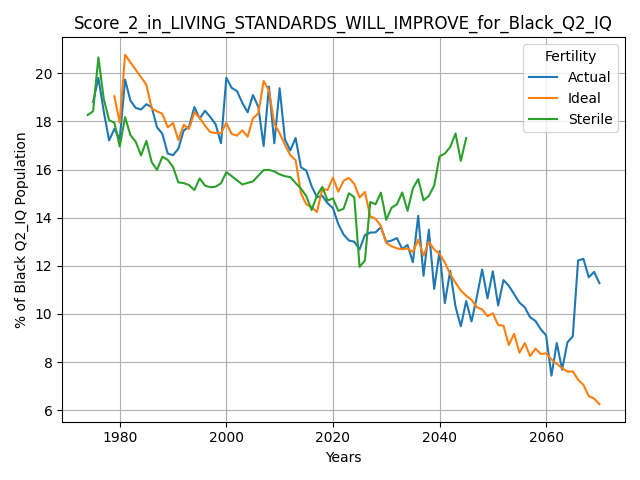 Score_2_in_LIVING_STANDARDS_WILL_IMPROVE_for_Black_Q2_IQ
% of Black Q2_IQ Population
20
18
16
14
12
10
8
6
1980 2000 2020 2040 2060
Years
Fertility
Actual
Ideal
Sterile